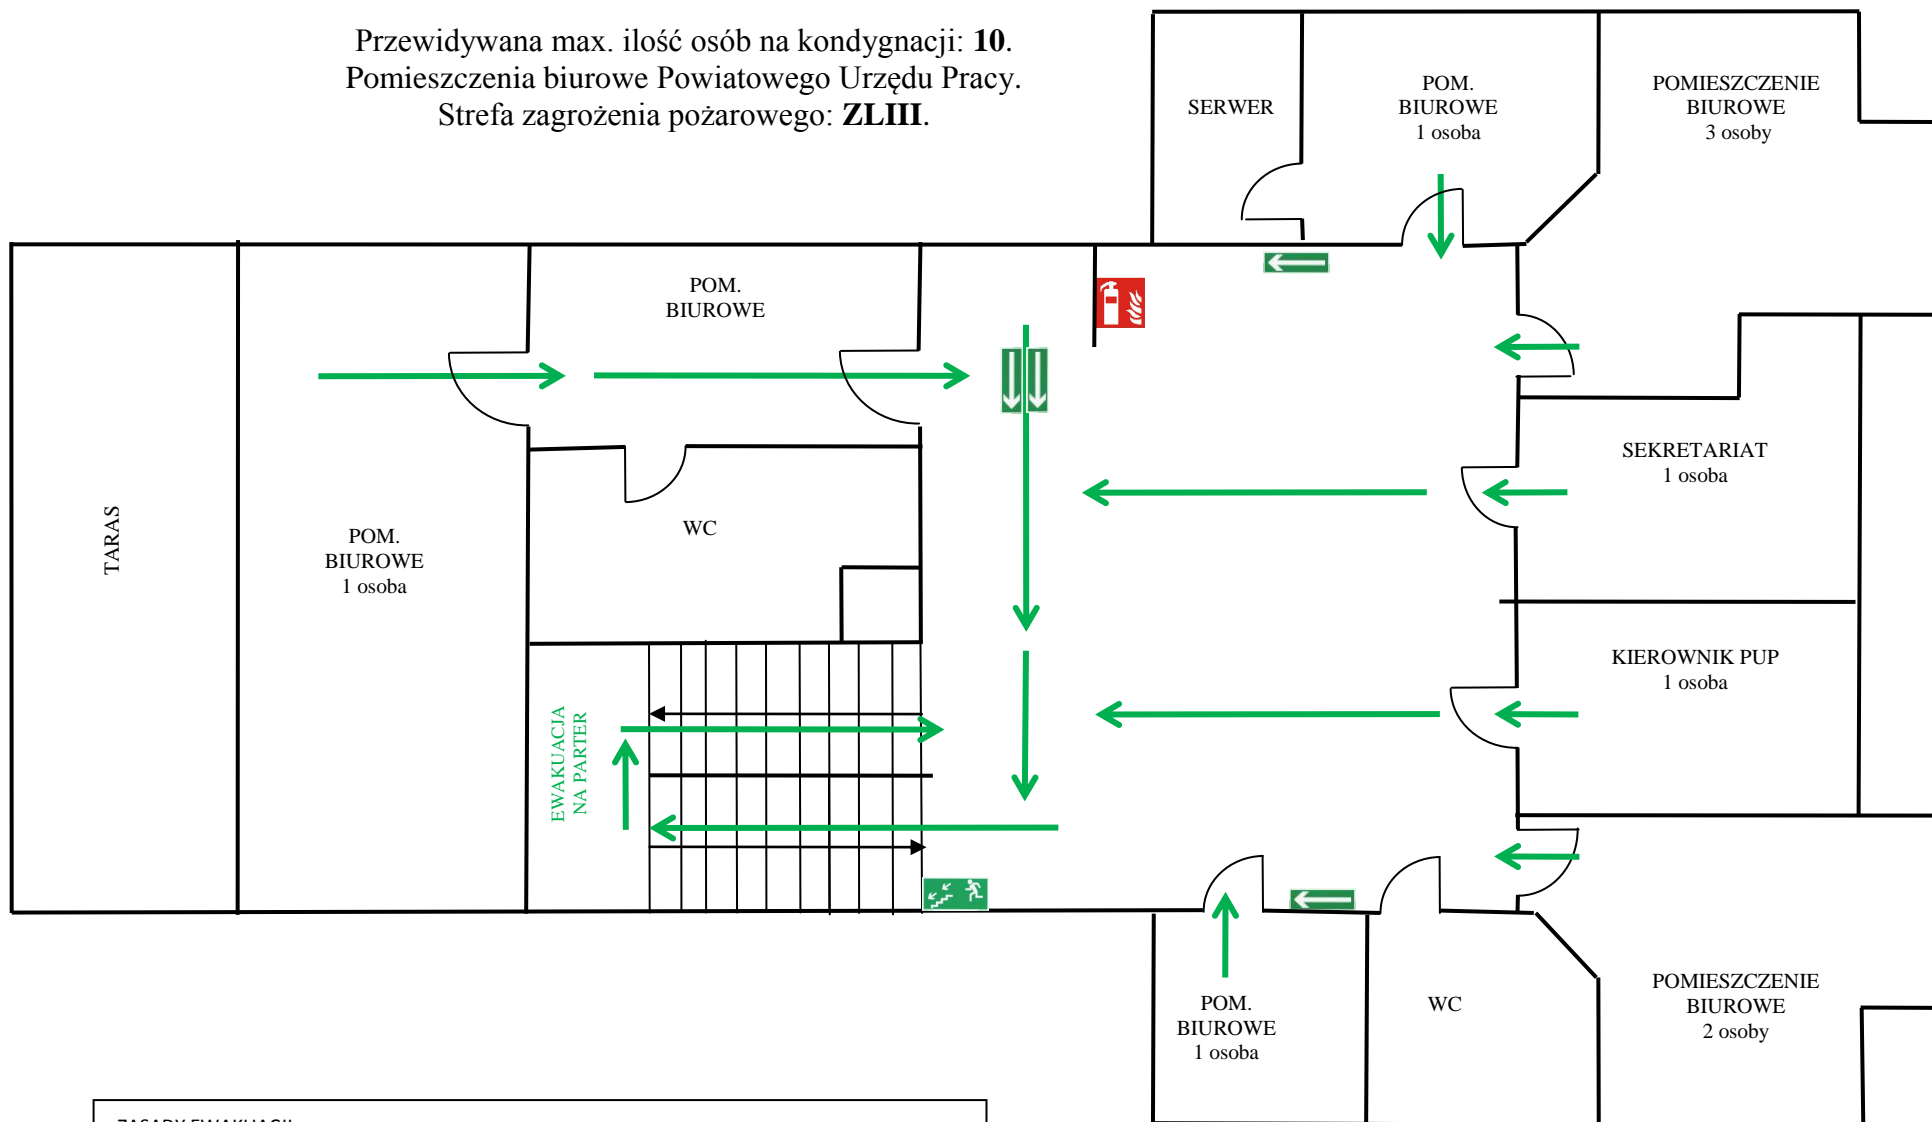 Przewidywana max. ilość osób na kondygnacji: 10.
Pomieszczenia biurowe Powiatowego Urzędu Pracy.
Strefa zagrożenia pożarowego: ZLIII.
SERWER
POM.
BIUROWE
1 osoba
POMIESZCZENIE
BIUROWE
3 osoby
POM.
BIUROWE
TARAS
POM.
BIUROWE
1 osoba
WC
SEKRETARIAT
1 osoba
KIEROWNIK PUP
1 osoba
EWAKUACJA
NA PARTER
POM.
BIUROWE
1 osoba
WC
POMIESZCZENIE
BIUROWE
2 osoby
ZASADY EWAKUACJI